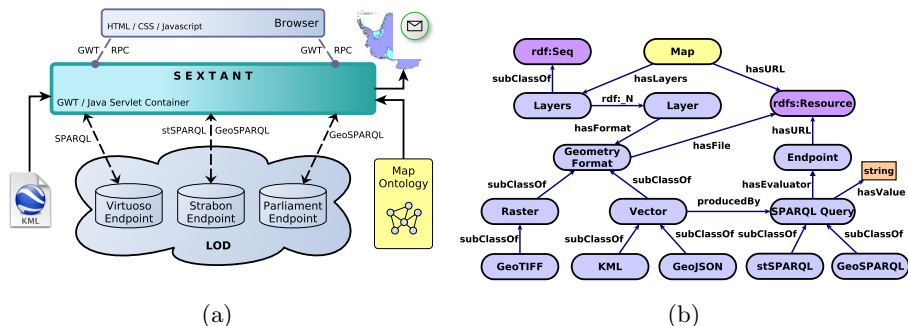 HTML / CSS / Javascript
Browser
GWT
RPC
GWT
RPC
SEXTANT
GWT / Java Servlet Container
SPARQL
stSPARQL
GeoSPARQL
GeoSPARQL
KML
Virtuoso
Endpoint
Strabon
Endpoint
Parliament
Endpoint
LOD
Map
Ontology
(a)
rdf:Seq
Map
subClassOf
hasLayers
hasURL
Layers
rdf:_N
Layer
rdfs:Resource
hasFormat
hasURL
hasFile
Geometry
Format
Endpoint
string
subClassOf
subClassOf
hasEvaluator
hasValue
Raster
Vector
producedBy
SPARQL Query
subClassOf
subClassOf
subClassOf
subClassOf
subClassOf
GeoTIFF
KML
GeoJSON
stSPARQL
GeoSPARQL
(b)